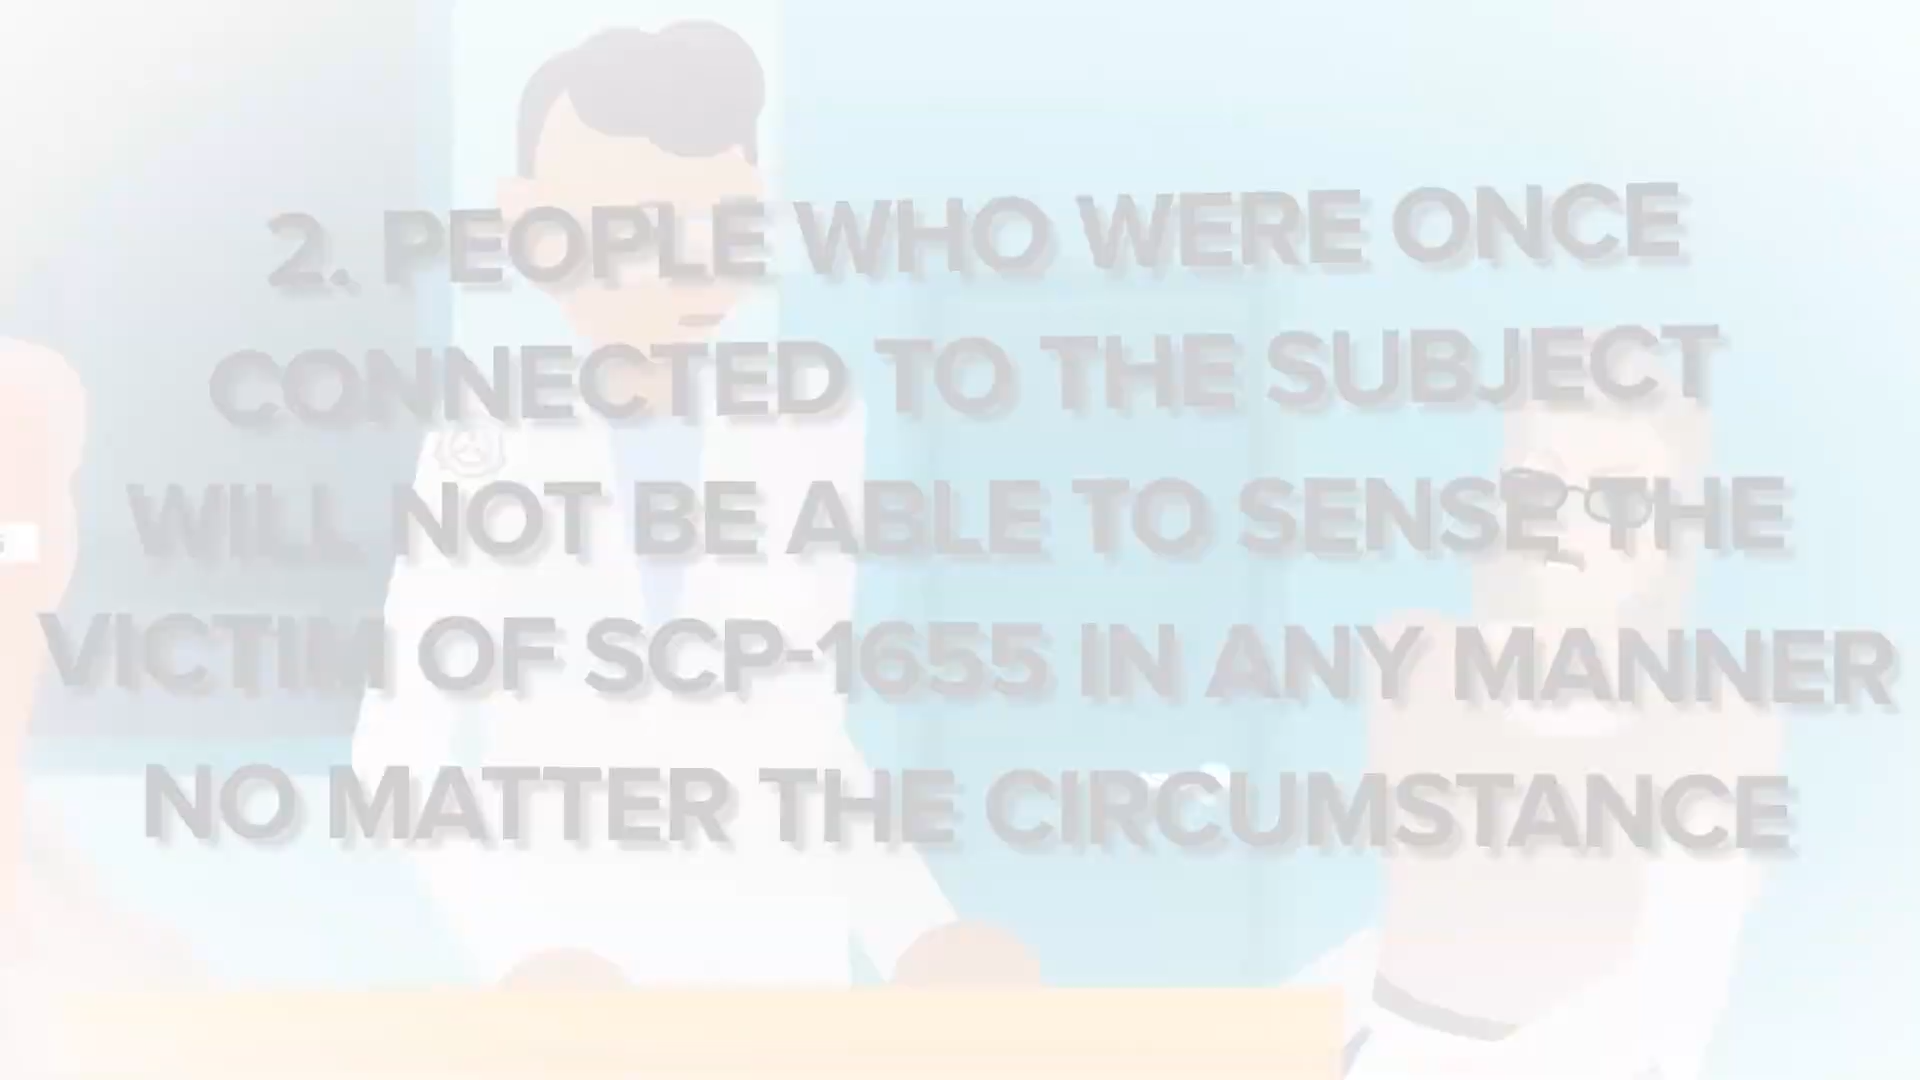 2. PEOPLE WHO WERE ONCE
CONNECTED TO THE SUBJECT
WILL NOT BE ABLE TO SENSE THE
VICTIM OF SCP-1655 IN ANY MANNER
NO MATTER THE CIRCUMSTANCE